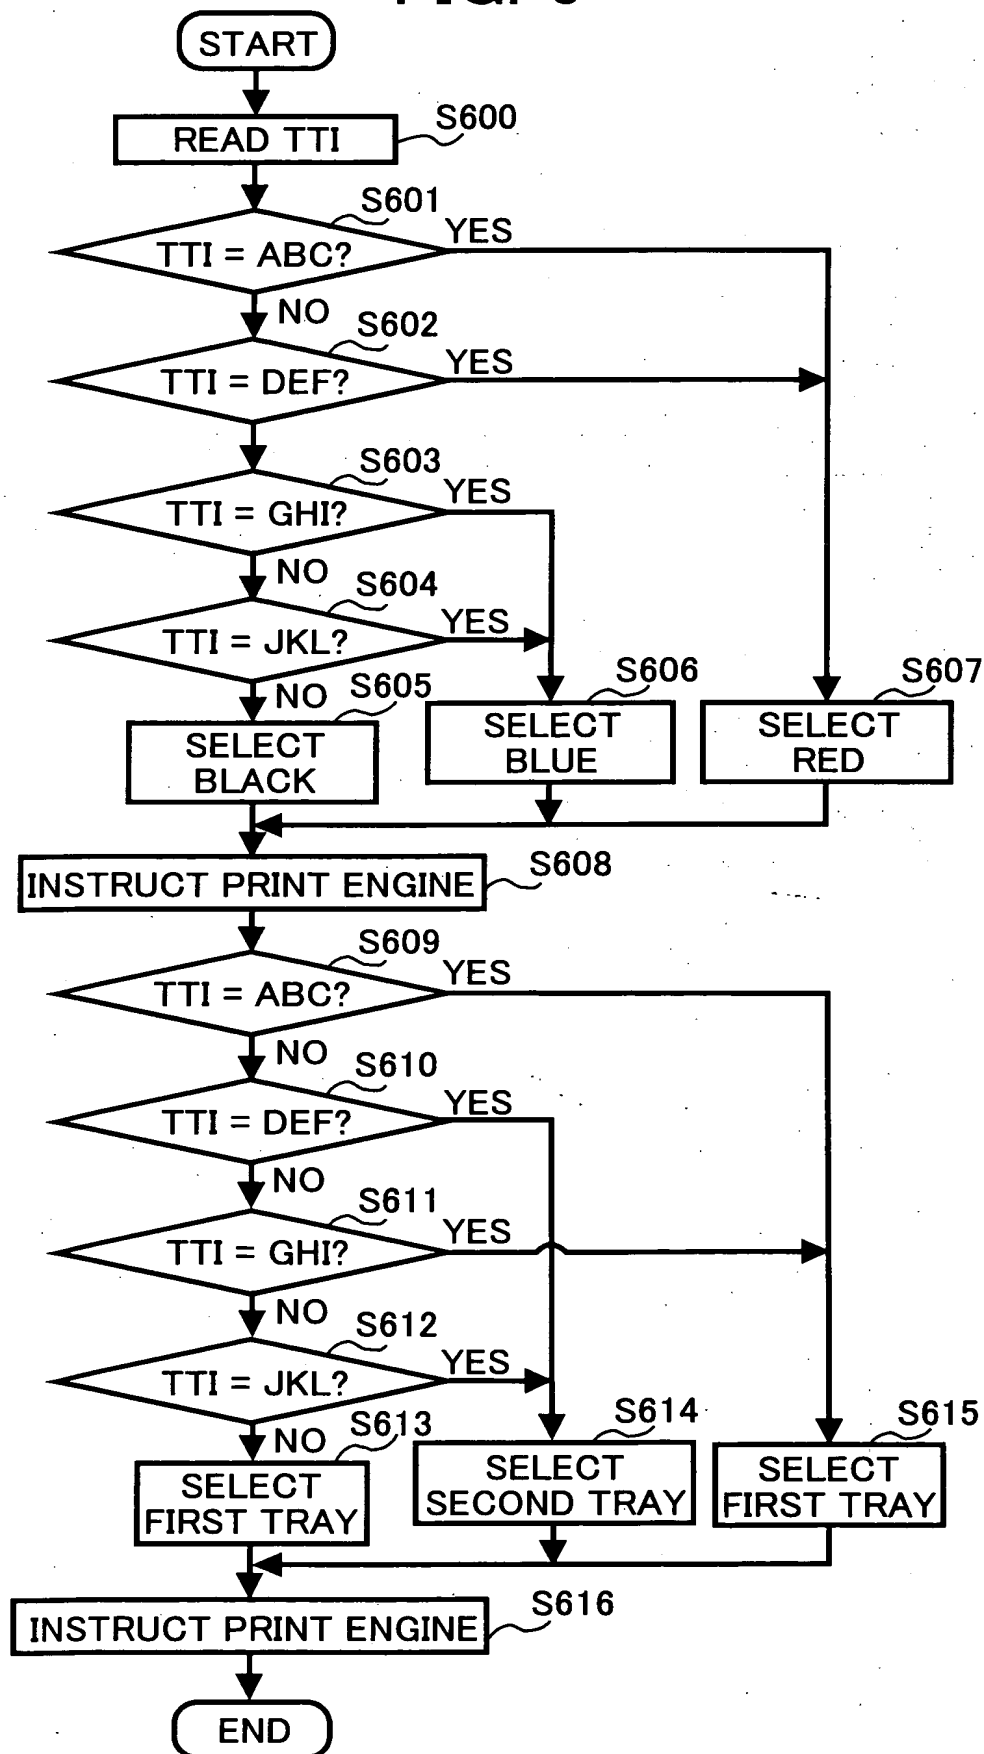 START
S600
READ TTI
S601
TTI = ABC?
YES
NO
S602
TTI = DEF?
YES
S603
TTI = GHI?
YES
NO
S604
TTI = JKL?
YES
NO
S605
SELECT
BLACK
S606
SELECT
BLUE
S607
SELECT
RED
S608
INSTRUCT PRINT ENGINE
S609
TTI = ABC?
YES
NO
S610
TTI = DEF?
YES
NO
S611
TTI = GHI?
YES
NO
S612
TTI = JKL?
YES
NO
S613
SELECT
FIRST TRAY
S614
SELECT
SECOND TRAY
S615
SELECT
FIRST TRAY
S616
INSTRUCT PRINT ENGINE
END